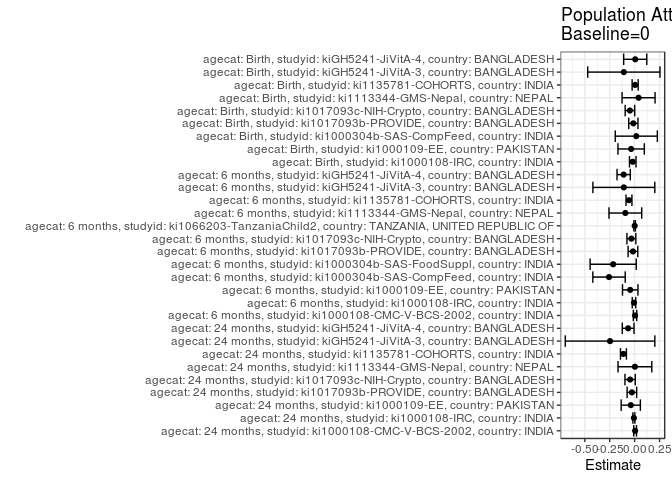 Population Att
Baseline=0
agecat: Birth, studyid: kiGH5241-JiVitA-4, country: BANGLADESH
agecat: Birth, studyid: kiGH5241-JiVitA-3, country: BANGLADESH
agecat: Birth, studyid: ki1135781-COHORTS, country: INDIA
agecat: Birth, studyid: ki1113344-GMS-Nepal, country: NEPAL
agecat: Birth, studyid: ki1017093c-NIH-Crypto, country: BANGLADESH
agecat: Birth, studyid: ki1017093b-PROVIDE, country: BANGLADESH
agecat: Birth, studyid: ki1000304b-SAS-CompFeed, country: INDIA
agecat: Birth, studyid: ki1000109-EE, country: PAKISTAN
agecat: Birth, studyid: ki1000108-IRC, country: INDIA
agecat: 6 months, studyid: kiGH5241-JiVitA-4, country: BANGLADESH
agecat: 6 months, studyid: kiGH5241-JiVitA-3, country: BANGLADESH
agecat: 6 months, studyid: ki1135781-COHORTS, country: INDIA
agecat: 6 months, studyid: ki1113344-GMS-Nepal, country: NEPAL
agecat: 6 months, studyid: ki1066203-TanzaniaChild2, country: TANZANIA, UNITED REPUBLIC OF
agecat: 6 months, studyid: ki1017093c-NIH-Crypto, country: BANGLADESH
agecat: 6 months, studyid: ki1017093b-PROVIDE, country: BANGLADESH
agecat: 6 months, studyid: ki1000304b-SAS-FoodSuppl, country: INDIA
agecat: 6 months, studyid: ki1000304b-SAS-CompFeed, country: INDIA
agecat: 6 months, studyid: ki1000109-EE, country: PAKISTAN
agecat: 6 months, studyid: ki1000108-IRC, country: INDIA
agecat: 6 months, studyid: ki1000108-CMC-V-BCS-2002, country: INDIA
agecat: 24 months, studyid: kiGH5241-JiVitA-4, country: BANGLADESH
agecat: 24 months, studyid: kiGH5241-JiVitA-3, country: BANGLADESH
agecat: 24 months, studyid: ki1135781-COHORTS, country: INDIA
agecat: 24 months, studyid: ki1113344-GMS-Nepal, country: NEPAL
agecat: 24 months, studyid: ki1017093c-NIH-Crypto, country: BANGLADESH
agecat: 24 months, studyid: ki1017093b-PROVIDE, country: BANGLADESH
agecat: 24 months, studyid: ki1000109-EE, country: PAKISTAN
agecat: 24 months, studyid: ki1000108-IRC, country: INDIA
agecat: 24 months, studyid: ki1000108-CMC-V-BCS-2002, country: INDIA
-0.50-0.250.000.25
Estimate